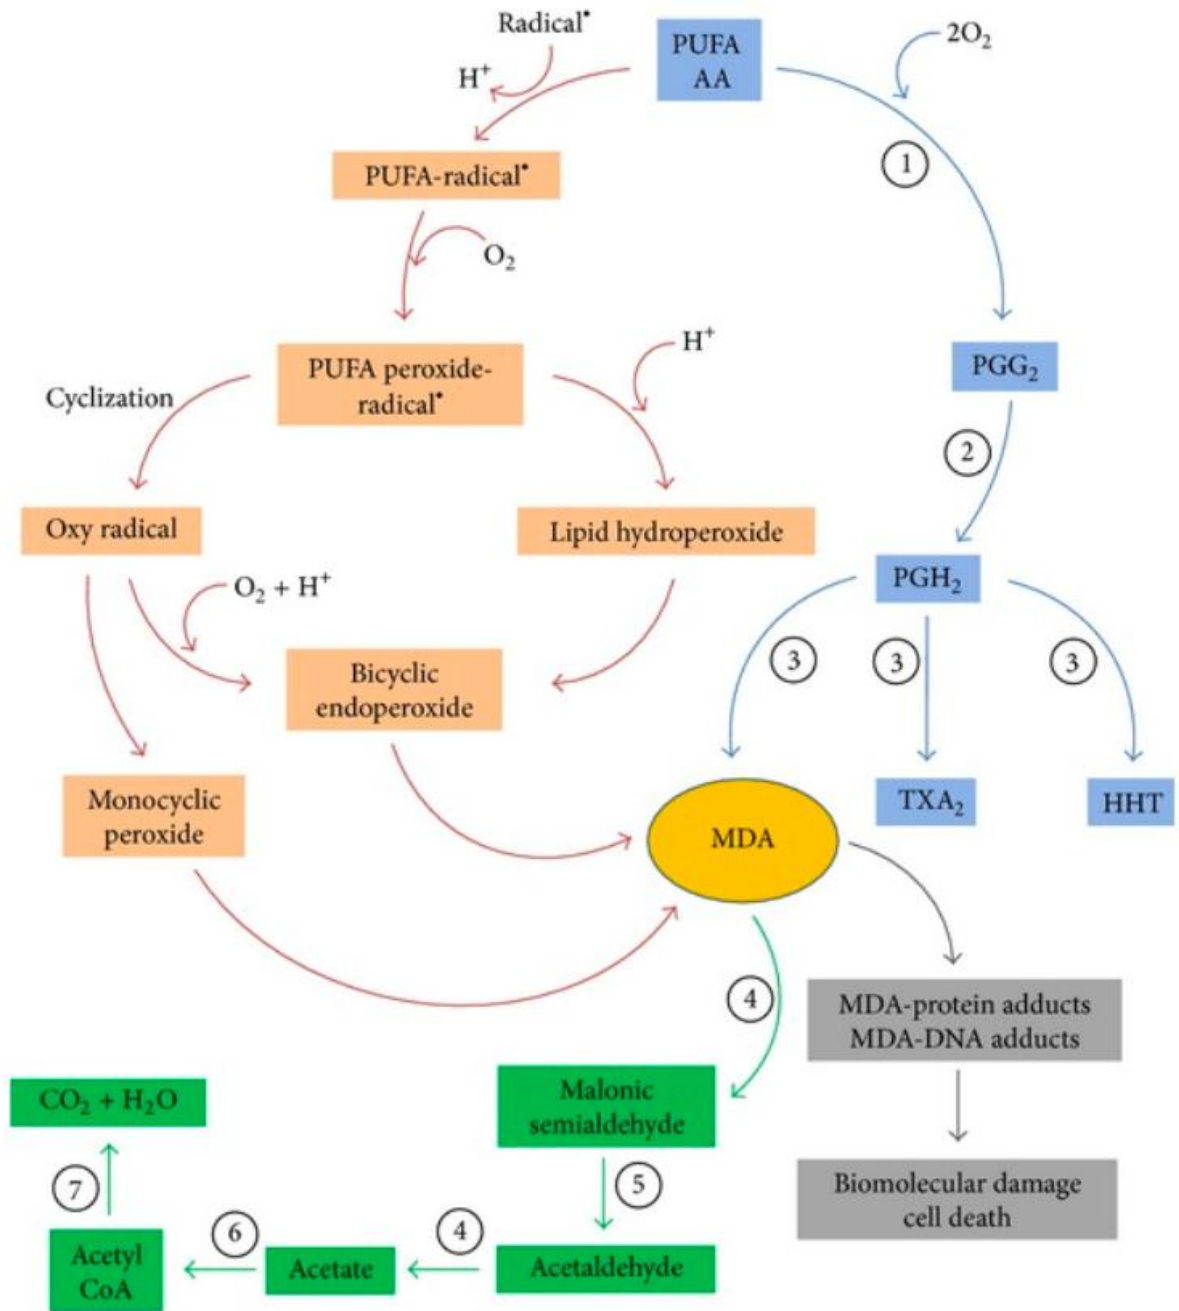 Radical•
H⁺
PUFA
AA
2O₂
1
PUFA-radical•
O₂
PUFA peroxide-
radical•
H⁺
Cyclization
PGG₂
2
Oxy radical
Lipid hydroperoxide
O₂ + H⁺
PGH₂
3
3
3
Bicyclic
endoperoxide
Monocyclic
peroxide
MDA
TXA₂
HHT
4
MDA-protein adducts
MDA-DNA adducts
CO₂ + H₂O
Malonic
semialdehyde
7
5
Biomolecular damage
cell death
Acetyl
CoA
6
Acetate
4
Acetaldehyde